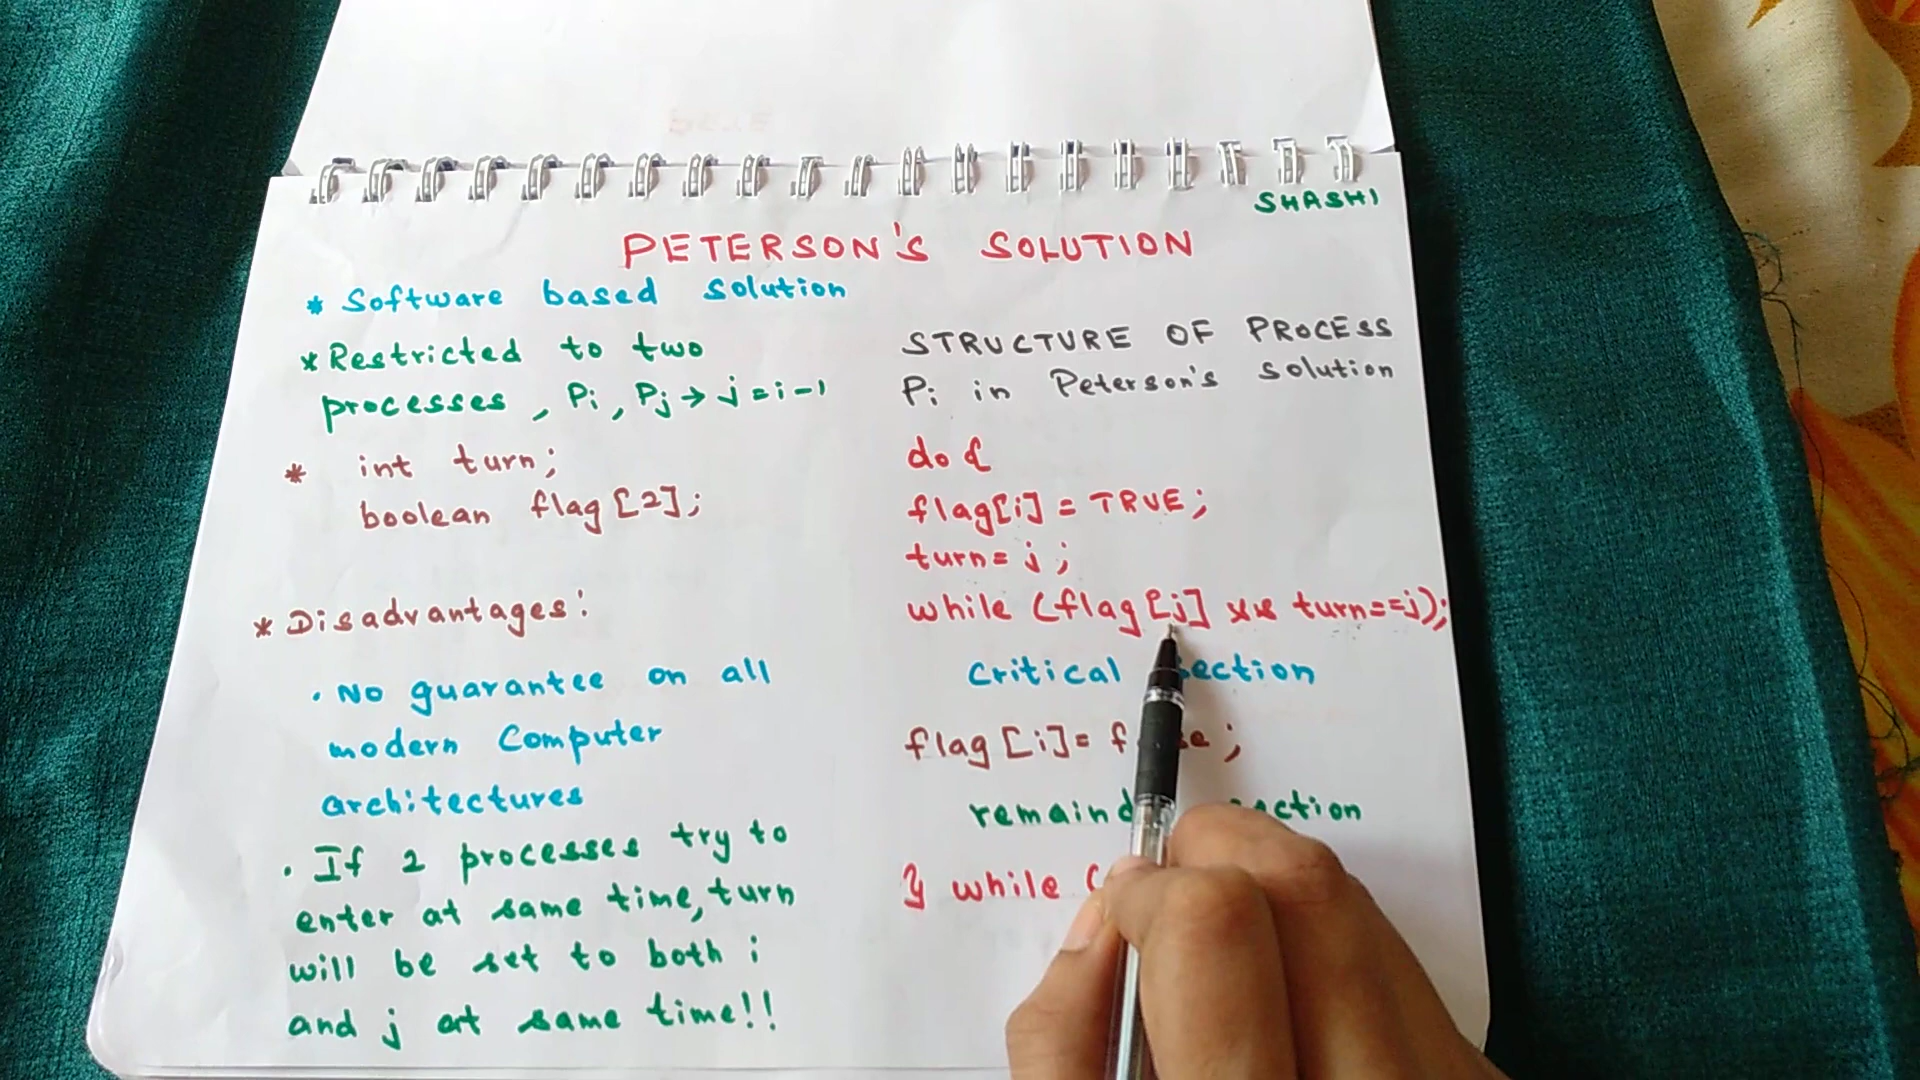 SHASHI
PETERSON'S SOLUTION
* Software based solution
* Restricted to two
processes, Pi, Pj → j=i-1
* int turn;
boolean flag[2];
* Disadvantages:
. No guarantee on all
modern Computer
architectures
. If 2 processes try to
enter at same time, turn
will be set to both i
and j at same time!!
STRUCTURE OF PROCESS
Pi in Peterson's solution
do {
flag[i] = TRUE;
turn= j;
while (flag[j] && turn==j);
Critical section
flag[i]= f
remaind ction
} while (